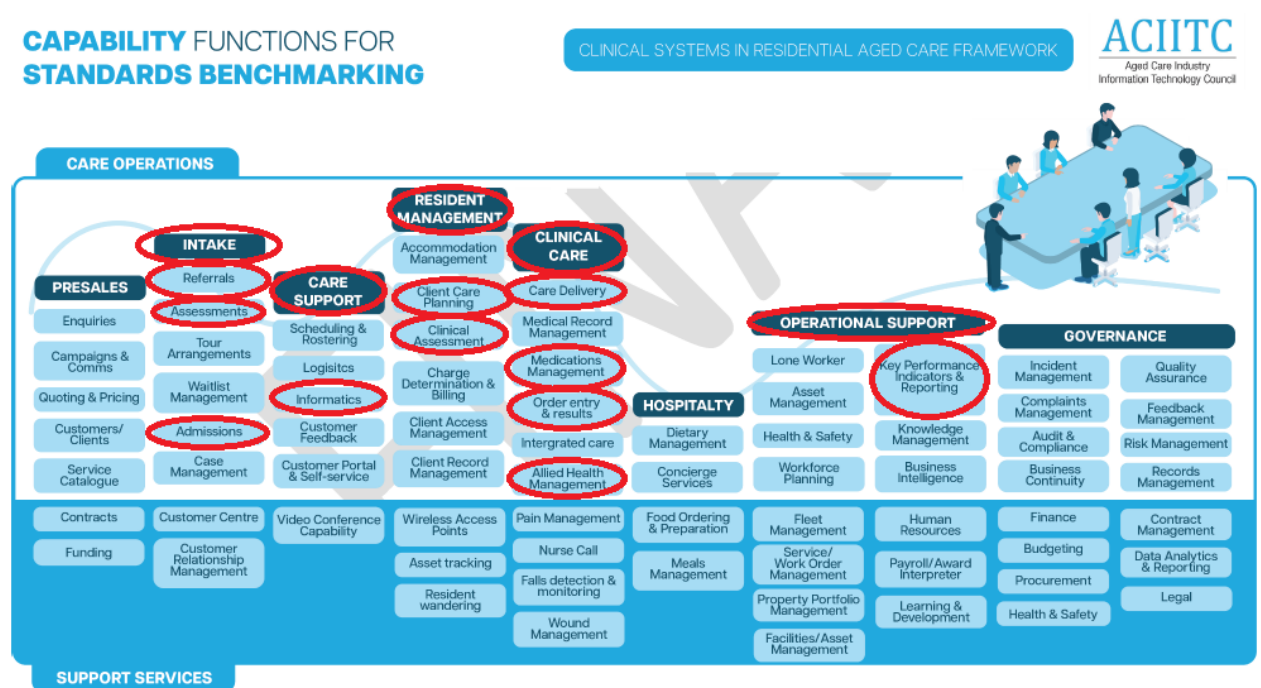 CAPABILITY FUNCTIONS FOR
STANDARDS BENCHMARKING
CLINICAL SYSTEMS IN RESIDENTIAL AGED CARE FRAMEWORK
ACIITC
Aged Care Industry
Information Technology Council
CARE OPERATIONS
PRESALES
Enquiries
Campaigns &
Comms
Quoting & Pricing
Customers/
Clients
Service
Catalogue
Contracts
Funding
INTAKE
Referrals
Assessments
Tour
Arrangements
Waitlist
Management
Admissions
Case
Management
Customer Centre
Customer
Relationship
Management
CARE
SUPPORT
Scheduling &
Rostering
Logisitcs
Informatics
Customer
Feedback
Customer Portal
& Self-service
Video Conference
Capability
RESIDENT
MANAGEMENT
Accommodation
Management
Client Care
Planning
Clinical
Assessment
Charge
Determination &
Billing
Client Access
Management
Client Record
Management
Wireless Access
Points
Asset tracking
Resident
wandering
CLINICAL
CARE
Care Delivery
Medical Record
Management
Medications
Management
Order entry
& results
Intergrated care
Allied Health
Management
Pain Management
Nurse Call
Falls detection &
monitoring
Wound
Management
HOSPITALTY
Dietary
Management
Concierge
Services
Food Ordering
& Preparation
Meals
Management
OPERATIONAL SUPPORT
Lone Worker
Asset
Management
Health & Safety
Workforce
Planning
Fleet
Management
Service/
Work Order
Management
Property Portfolio
Management
Facilities/Asset
Management
Key Performance
Indicators &
Reporting
Knowledge
Management
Business
Intelligence
Human
Resources
Payroll/Award
Interpreter
Learning &
Development
GOVERNANCE
Incident
Management
Complaints
Management
Audit &
Compliance
Business
Continuity
Finance
Budgeting
Procurement
Health & Safety
Quality
Assurance
Feedback
Management
Risk Management
Records
Management
Contract
Management
Data Analytics
& Reporting
Legal
SUPPORT SERVICES